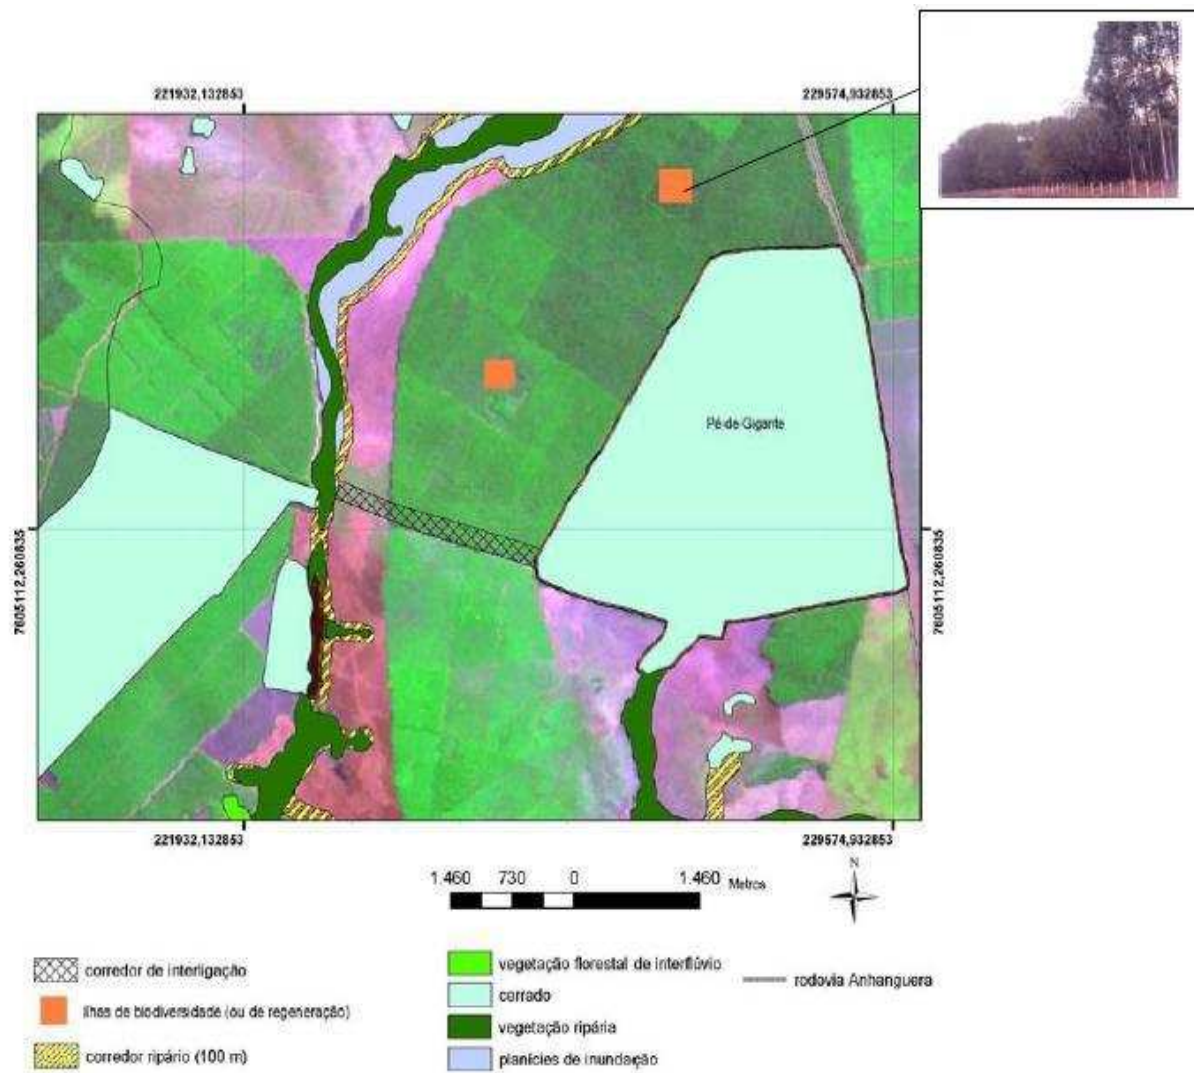 221932,132853
229574,932853
Pé-de-Gigante
7605112,260835
7605112,260835
221932,132853
229574,932853
1.460 730 0 1.460 Metros
N
corredor de interligação
ilhas de biodiversidade (ou de regeneração)
corredor ripário (100 m)
vegetação florestal de interflúvio
cerrado
vegetação ripária
planícies de inundação
rodovia Anhanguera